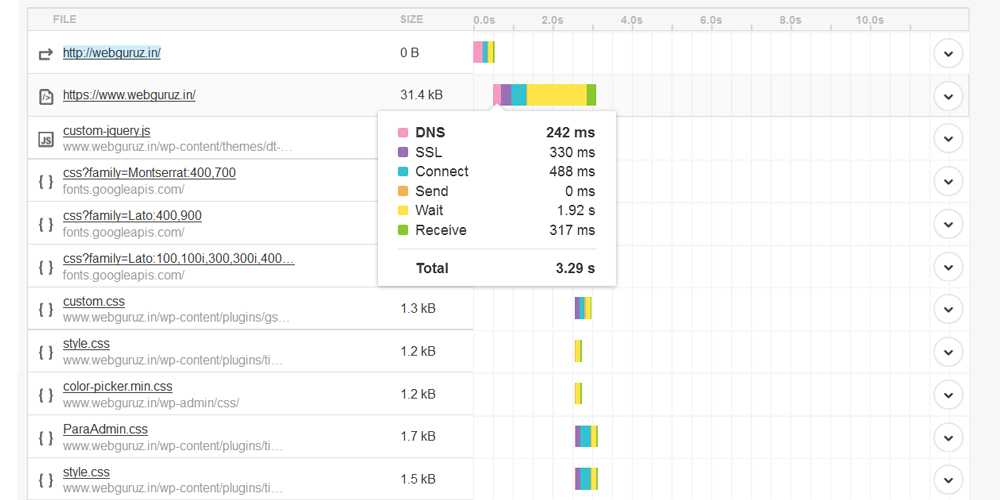 FILE SIZE 0.0s 2.0s 4.0s 6.0s 8.0s 10.0s
http://webguruz.in/ 0 B
https://www.webguruz.in/ 31.4 kB
JS custom-jquery.js
www.webguruz.in/wp-content/themes/dt-…
{ } css?family=Montserrat:400,700
fonts.googleapis.com/
{ } css?family=Lato:400,900
fonts.googleapis.com/
{ } css?family=Lato:100,100i,300,300i,400…
fonts.googleapis.com/
DNS 242 ms
SSL 330 ms
Connect 488 ms
Send 0 ms
Wait 1.92 s
Receive 317 ms
Total 3.29 s
{ } custom.css 1.3 kB
www.webguruz.in/wp-content/plugins/gs…
{ } style.css 1.2 kB
www.webguruz.in/wp-content/plugins/ti…
{ } color-picker.min.css 1.2 kB
www.webguruz.in/wp-admin/css/
{ } ParaAdmin.css 1.7 kB
www.webguruz.in/wp-content/plugins/ti…
{ } style.css 1.5 kB
www.webguruz.in/wp-content/plugins/ti…